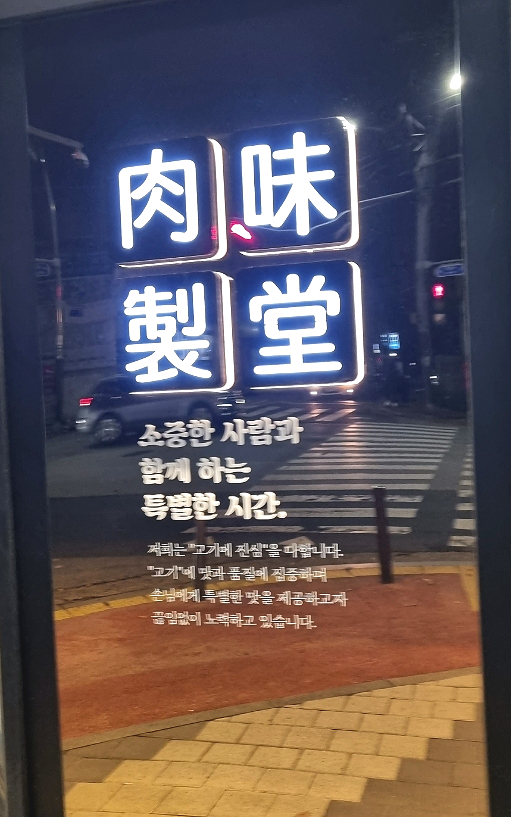 肉味
製堂
소중한 사람과
함께 하는
특별한 시간.
저희는 "고기에 진심"을 다합니다.
"고기"에 맛과 품질에 집중하며
손님에게 특별한 맛을 제공하고자
끊임없이 노력하고 있습니다.